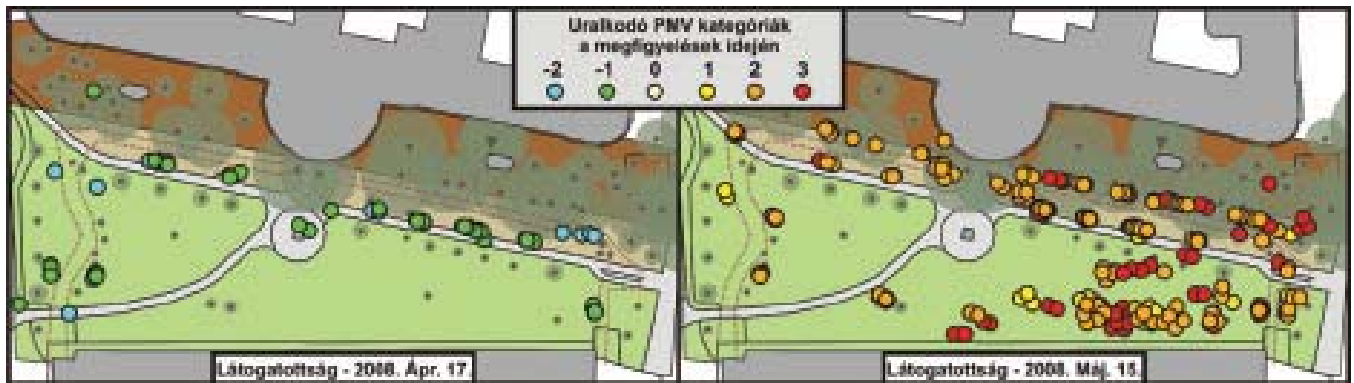 Uralkodó PMV kategóriák
a megfigyelések idején
-2 -1 0 1 2 3
Látogatottság - 2008. Ápr. 17.
Látogatottság - 2008. Máj. 15.